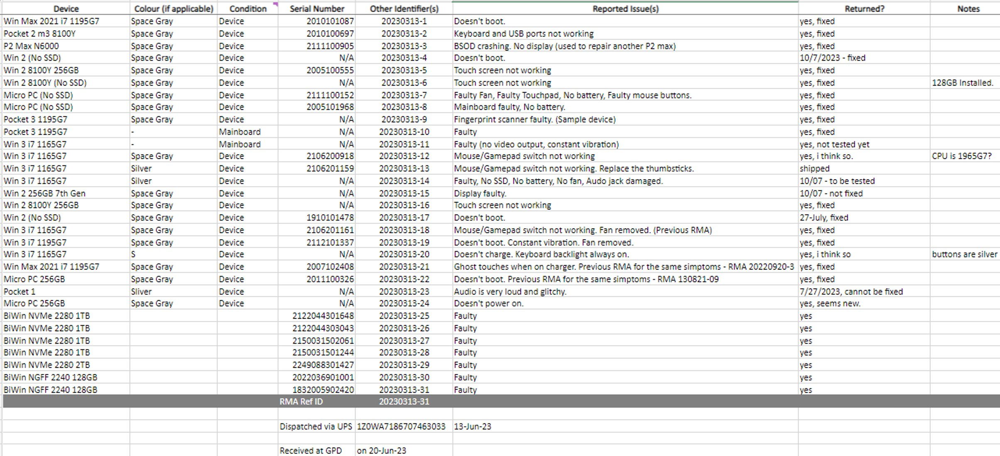 Device Colour (if applicable) Condition Serial Number Other Identifier(s) Reported Issue(s) Returned? Notes
Win Max 2021 i7 1195G7 Space Gray Device 2010101087 20230313-1 Doesn't boot. yes, fixed
Pocket 2 m3 8100Y Space Gray Device 2010100697 20230313-2 Keyboard and USB ports not working yes, fixed
P2 Max N6000 Space Gray Device 2111100905 20230313-3 BSOD crashing. No display (used to repair another P2 max) yes, fixed
Win 2 (No SSD) Space Gray Device N/A 20230313-4 Doesn't boot. 10/7/2023 - fixed
Win 2 8100Y 256GB Space Gray Device 2005100555 20230313-5 Touch screen not working yes, fixed
Win 2 8100Y (No SSD) Space Gray Device N/A 20230313-6 Touch screen not working yes, fixed 128GB Installed.
Micro PC (No SSD) Space Gray Device 2111100152 20230313-7 Faulty Fan, Faulty Touchpad, No battery, Faulty mouse buttons. yes, fixed
Micro PC (No SSD) Space Gray Device 2005101968 20230313-8 Mainboard faulty, No battery. yes, fixed
Pocket 3 1195G7 Space Gray Device N/A 20230313-9 Fingerprint scanner faulty. (Sample device) yes, fixed
Pocket 3 1195G7 - Mainboard N/A 20230313-10 Faulty yes, fixed
Win 3 i7 1165G7 - Mainboard N/A 20230313-11 Faulty (no video output, constant vibration) yes, not tested yet
Win 3 i7 1165G7 Space Gray Device 2106200918 20230313-12 Mouse/Gamepad switch not working yes, i think so. CPU is 1965G7?
Win 3 i7 1165G7 Silver Device 2106201159 20230313-13 Mouse/Gamepad switch not working. Replace the thumbsticks. shipped
Win 3 i7 1165G7 Silver Device N/A 20230313-14 Faulty, No SSD, No battery, No fan, Audo jack damaged. 10/07 - to be tested
Win 2 256GB 7th Gen Space Gray Device N/A 20230313-15 Display faulty. 10/07 - not fixed
Win 2 8100Y 256GB Space Gray Device N/A 20230313-16 Touch screen not working yes, fixed
Win 2 (No SSD) Space Gray Device 1910101478 20230313-17 Doesn't boot. 27-July, fixed
Win 3 i7 1165G7 Space Gray Device 2106201161 20230313-18 Mouse/Gamepad switch not working. Fan removed. (Previous RMA) yes, fixed
Win 3 i7 1195G7 Space Gray Device 2112101337 20230313-19 Doesn't boot. Constant vibration. Fan removed. yes, fixed
Win 3 i7 1165G7 S Device N/A 20230313-20 Doesn't charge. Keyboard backlight always on. yes, i think so buttons are silver
Win Max 2021 i7 1195G7 Space Gray Device 2007102408 20230313-21 Ghost touches when on charger. Previous RMA for the same simptoms - RMA 20220920-3 yes, fixed
Micro PC 256GB Space Gray Device 2011100326 20230313-22 Doesn't boot. Previous RMA for the same simptoms - RMA 130821-09 yes, fixed
Pocket 1 Sliver Device N/A 20230313-23 Audio is very loud and glitchy. 7/27/2023, cannot be fixed
Micro PC 256GB Space Gray Device N/A 20230313-24 Doesn't power on. yes, seems new.
BiWin NVMe 2280 1TB 2122044301648 20230313-25 Faulty yes
BiWin NVMe 2280 1TB 2122044303043 20230313-26 Faulty yes
BiWin NVMe 2280 1TB 2150031502061 20230313-27 Faulty yes
BiWin NVMe 2280 1TB 2150031501244 20230313-28 Faulty yes
BiWin NVMe 2280 2TB 2249088301427 20230313-29 Faulty yes
BiWin NGFF 2240 128GB 2022036901001 20230313-30 Faulty yes
BiWin NGFF 2240 128GB 1832005902420 20230313-31 Faulty yes
RMA Ref ID 20230313-31
Dispatched via UPS 1Z0WA7186707463033 13-Jun-23
Received at GPD on 20-Jun-23